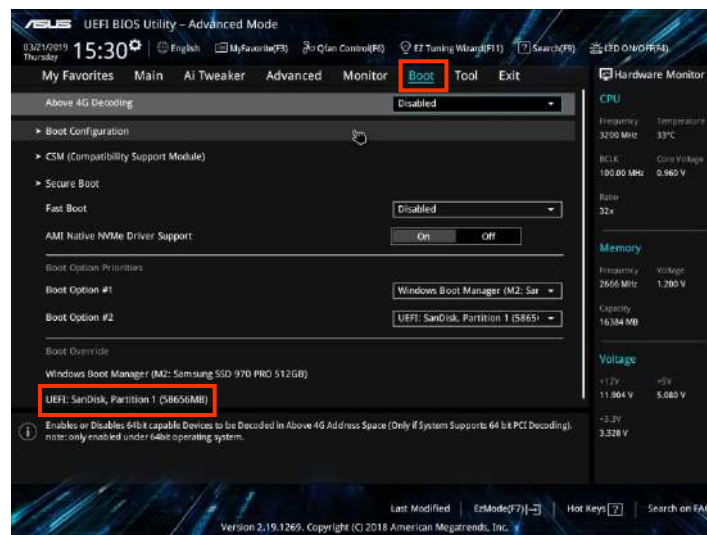 ASUS UEFI BIOS Utility – Advanced Mode
03/21/2019 Thursday 15:30 English MyFavorite(F3) Qfan Control(F6) EZ Tuning Wizard(F11) ? Search(F9) LED ON/OFF(F4)
My Favorites Main Ai Tweaker Advanced Monitor Boot Tool Exit Hardware Monitor
Above 4G Decoding Disabled
CPU
Frequency Temperature
3200 MHz 33°C
BCLK Core Voltage
100.00 MHz 0.960 V
Ratio
32x
Boot Configuration
CSM (Compatibility Support Module)
Secure Boot
Fast Boot Disabled
AMI Native NVMe Driver Support On Off
Memory
Frequency Voltage
2666 MHz 1.200 V
Capacity
16384 MB
Boot Option Priorities
Boot Option #1 Windows Boot Manager (M2: Sar
Boot Option #2 UEFI: SanDisk, Partition 1 (5865
Boot Override
Windows Boot Manager (M2: Samsung SSD 970 PRO 512GB)
UEFI: SanDisk, Partition 1 (58656MB)
Voltage
+12V +5V
11.904 V 5.080 V
+3.3V
3.328 V
Enables or Disables 64bit capable Devices to be Decoded in Above 4G Address Space (Only if System Supports 64 bit PCI Decoding).
note: only enabled under 64bit operating system.
Last Modified EzMode(F7) Hot Keys ? Search on FA
Version 2.19.1269. Copyright (C) 2018 American Megatrends, Inc.